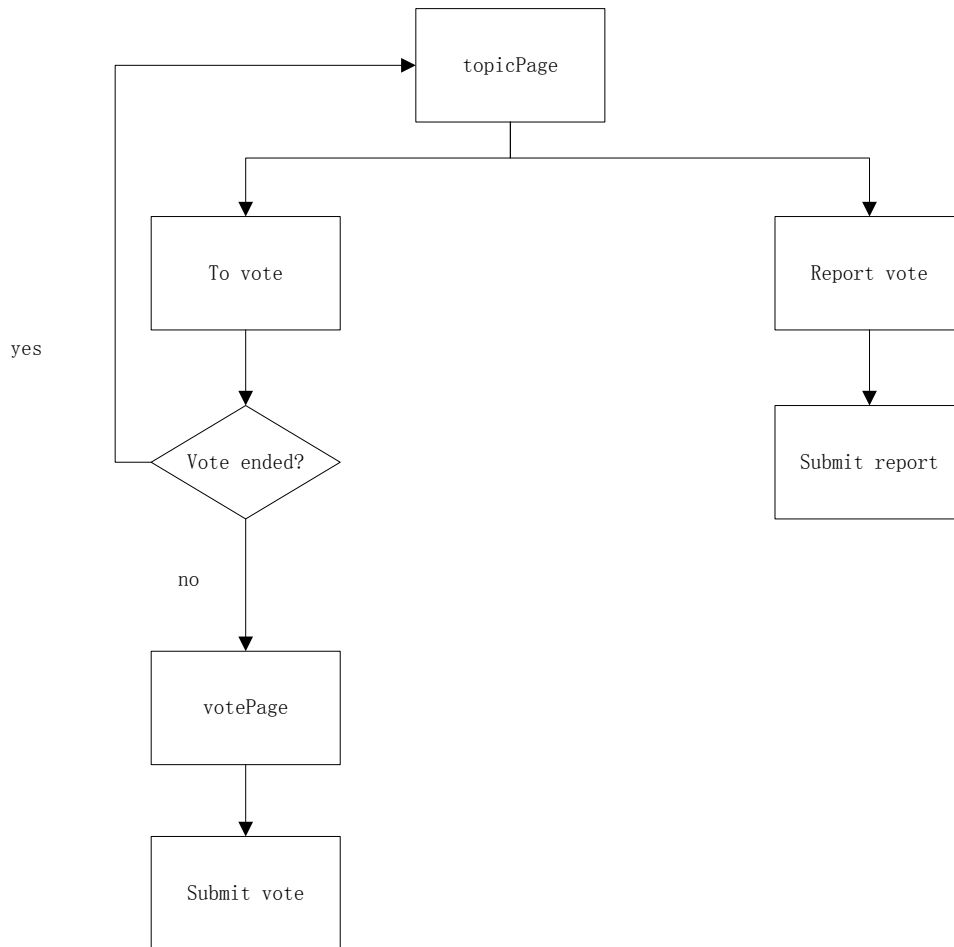 topicPage
To vote
Report vote
yes
Vote ended?
Submit report
no
votePage
Submit vote